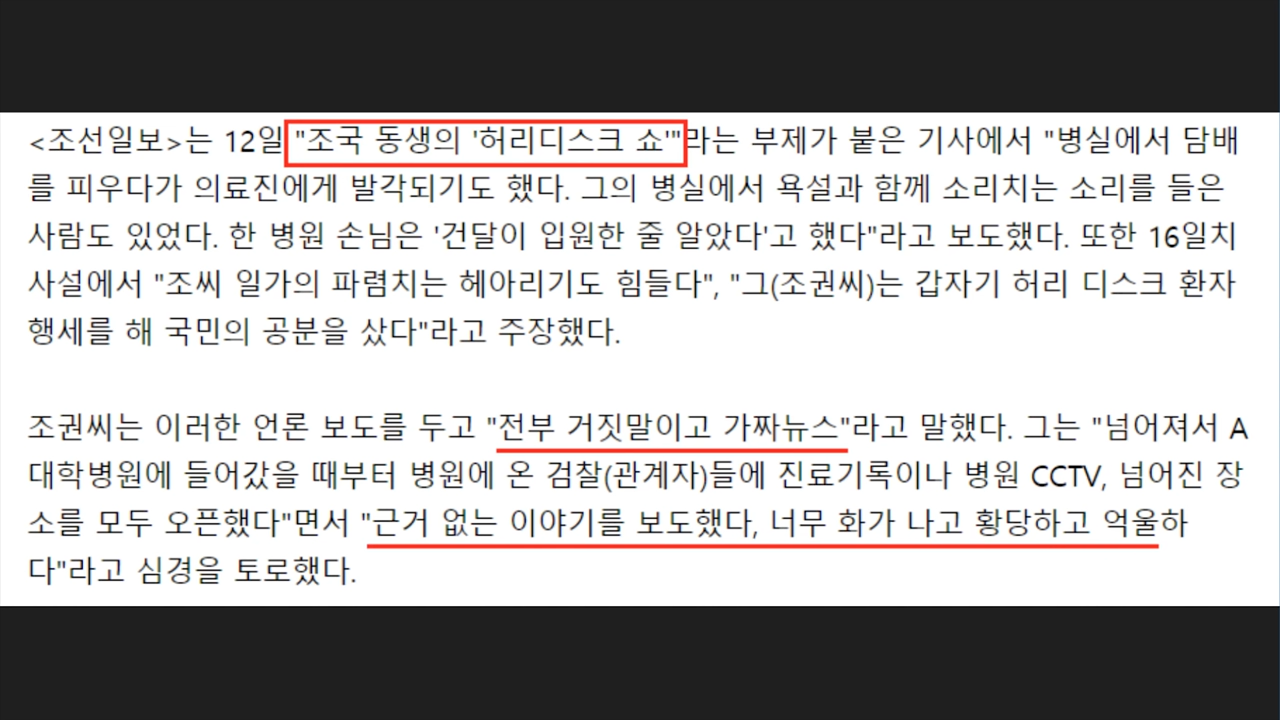 <조선일보>는 12일 "조국 동생의 '허리디스크 쇼'"라는 부제가 붙은 기사에서 "병실에서 담배
를 피우다가 의료진에게 발각되기도 했다. 그의 병실에서 욕설과 함께 소리치는 소리를 들은
사람도 있었다. 한 병원 손님은 '건달이 입원한 줄 알았다'고 했다"라고 보도했다. 또한 16일치
사설에서 "조씨 일가의 파렴치는 헤아리기도 힘들다", "그(조권씨)는 갑자기 허리 디스크 환자
행세를 해 국민의 공분을 샀다"라고 주장했다.
조권씨는 이러한 언론 보도를 두고 "전부 거짓말이고 가짜뉴스"라고 말했다. 그는 "넘어져서 A
대학병원에 들어갔을 때부터 병원에 온 검찰(관계자)들에 진료기록이나 병원 CCTV, 넘어진 장
소를 모두 오픈했다"면서 "근거 없는 이야기를 보도했다, 너무 화가 나고 황당하고 억울하
다"라고 심경을 토로했다.